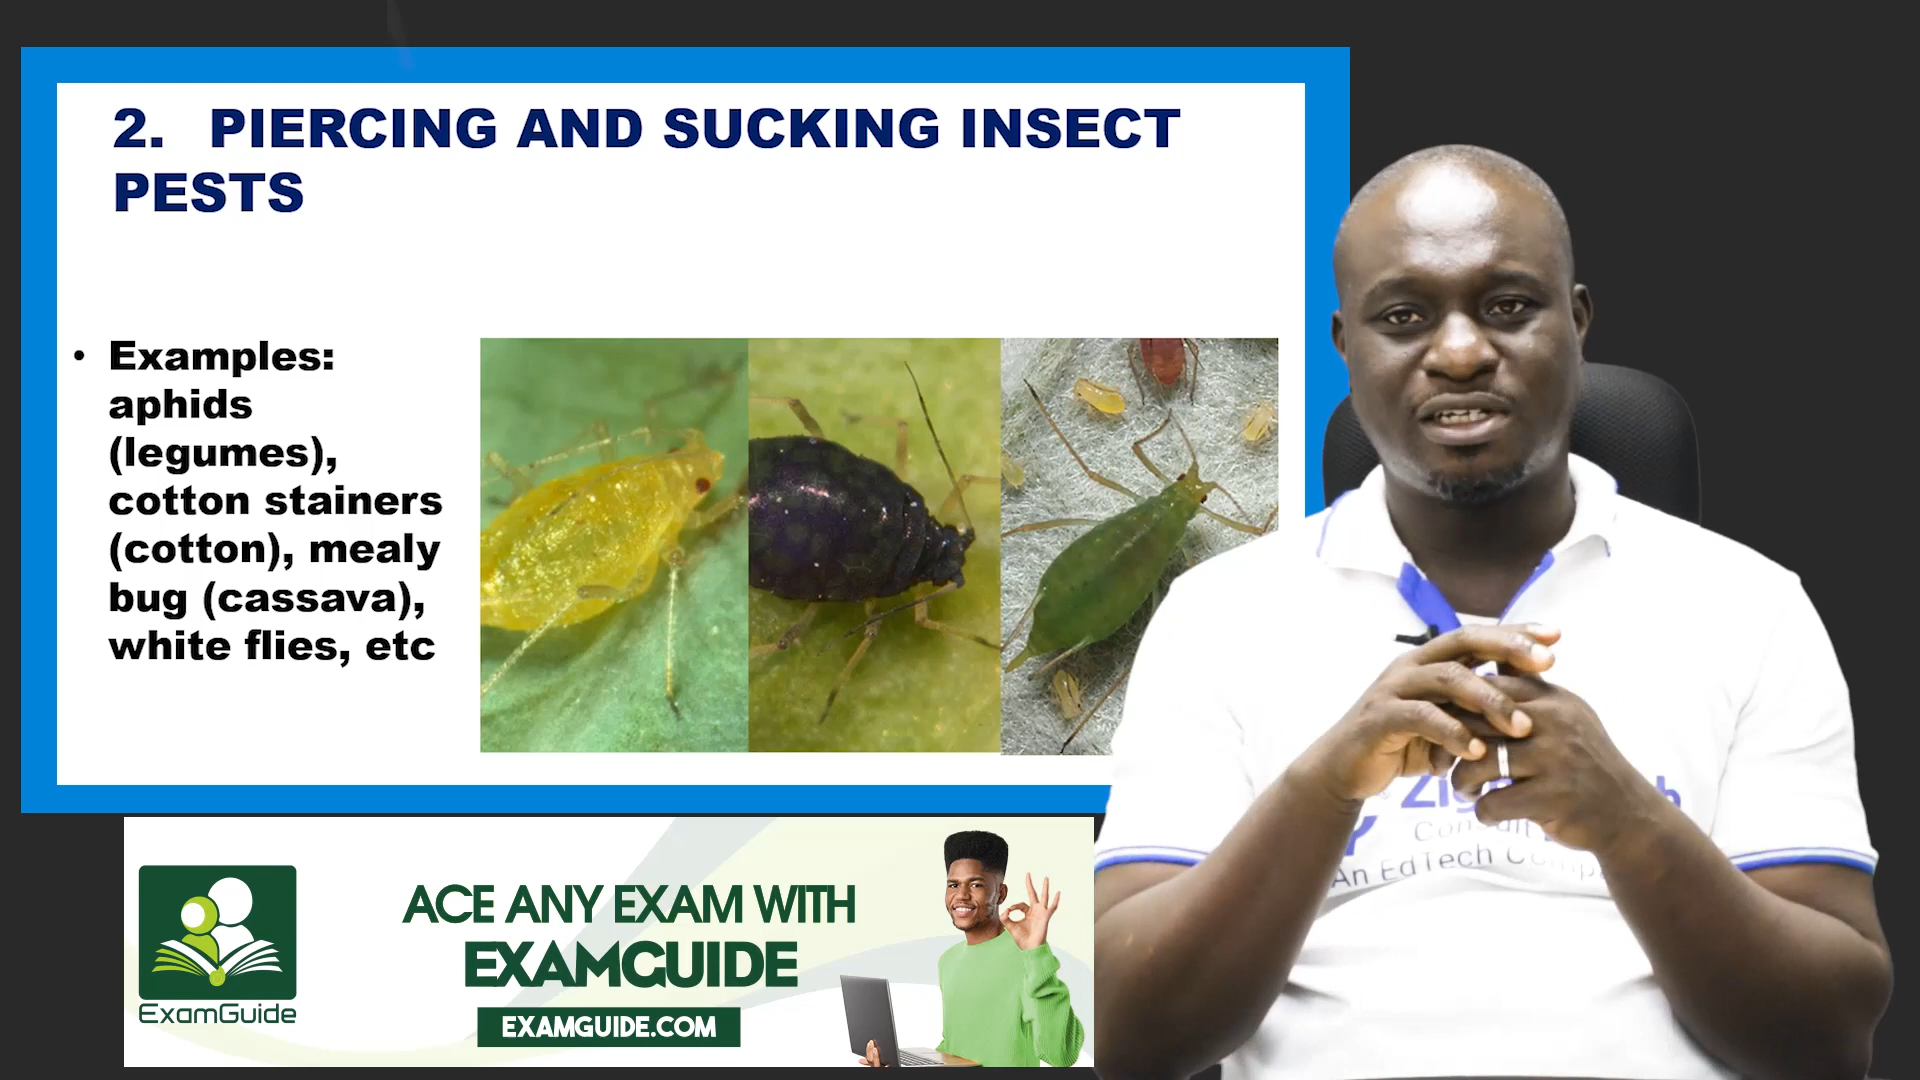 2. PIERCING AND SUCKING INSECT
PESTS
• Examples:
aphids
(legumes),
cotton stainers
(cotton), mealy
bug (cassava),
white flies, etc
ExamGuide
ACE ANY EXAM WITH
EXAMGUIDE
EXAMGUIDE.COM
An EdTech